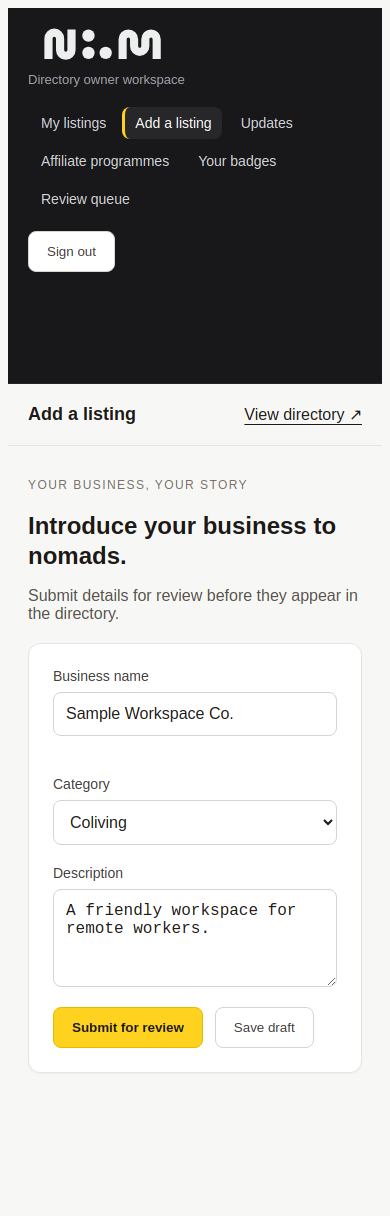 N:.M
Directory owner workspace
My listings
Add a listing
Updates
Affiliate programmes
Your badges
Review queue
Sign out
Add a listing
View directory ↗
YOUR BUSINESS, YOUR STORY
Introduce your business to
nomads.
Submit details for review before they appear in
the directory.
Business name
Sample Workspace Co.
Category
Coliving
Description
A friendly workspace for
remote workers.
Submit for review
Save draft